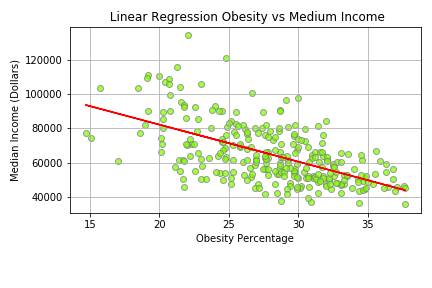 Linear Regression Obesity vs Medium Income
120000
100000
80000
60000
40000
Median Income (Dollars)
15 20 25 30 35
Obesity Percentage